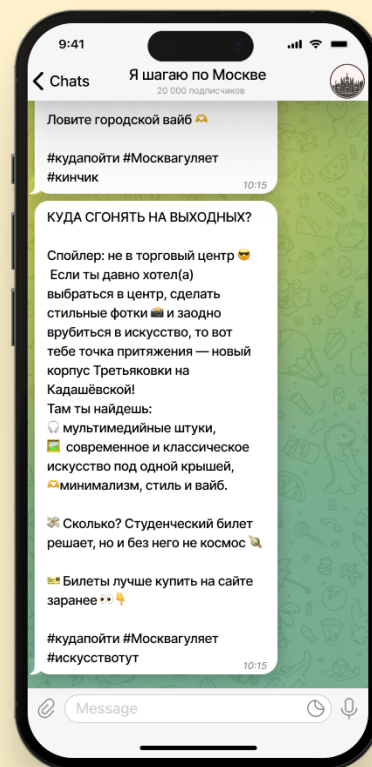 9:41
Chats
Я шагаю по Москве
20 000 подписчиков
Ловите городской вайб 🫶
#кудапойти #Москвагуляет
#кинчик
10:15
КУДА СГОНЯТЬ НА ВЫХОДНЫХ?
Спойлер: не в торговый центр 😎
Если ты давно хотел(а)
выбраться в центр, сделать
стильные фотки 📸 и заодно
врубиться в искусство, то вот
тебе точка притяжения — новый
корпус Третьяковки на
Кадашёвской!
Там ты найдешь:
🎧 мультимедийные штуки,
🖼 современное и классическое
искусство под одной крышей,
🫶минимализм, стиль и вайб.
💸 Сколько? Студенческий билет
решает, но и без него не космос 🛰
🎫 Билеты лучше купить на сайте
заранее 👀👇
#кудапойти #Москвагуляет
#искусствотут
10:15
Message